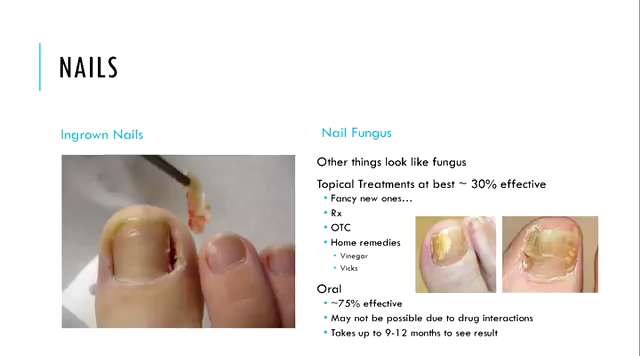 NAILS
Ingrown Nails
Nail Fungus
Other things look like fungus
Topical Treatments at best ~ 30% effective
• Fancy new ones…
• Rx
• OTC
• Home remedies
• Vinegar
• Vicks
Oral
• ~75% effective
• May not be possible due to drug interactions
• Takes up to 9-12 months to see result